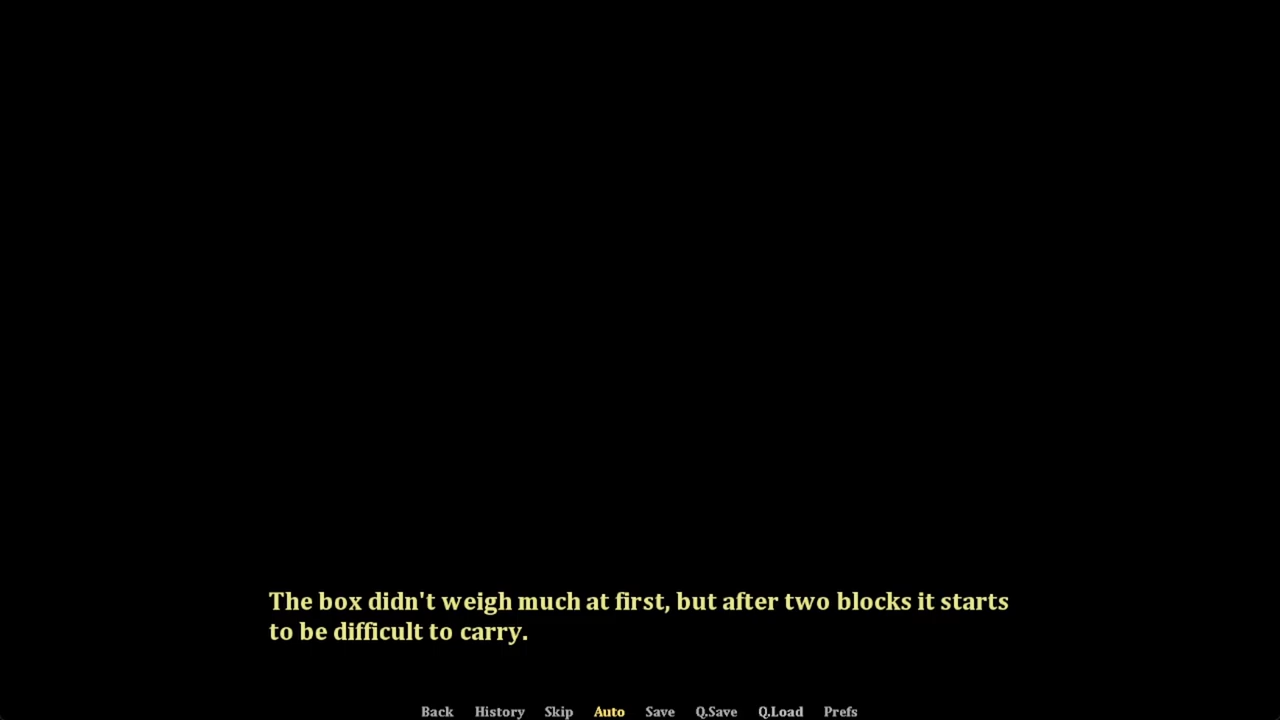 The box didn't weigh much at first, but after two blocks it starts
to be difficult to carry.
Back History Skip Auto Save Q.Save Q.Load Prefs